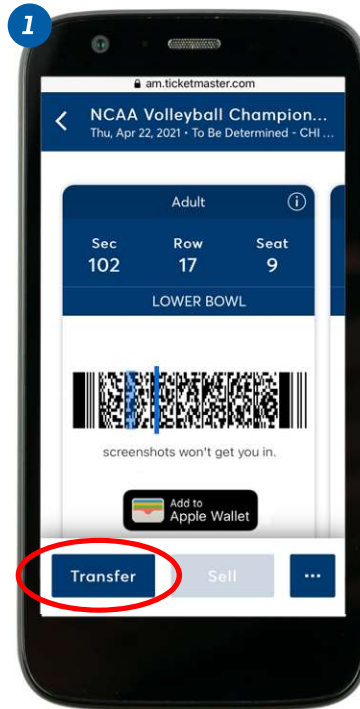 1
am.ticketmaster.com
NCAA Volleyball Champion...
Thu, Apr 22, 2021 • To Be Determined - CHI ...
Adult
Sec Row Seat
102 17 9
LOWER BOWL
screenshots won't get you in.
Add to
Apple Wallet
Transfer Sell ...